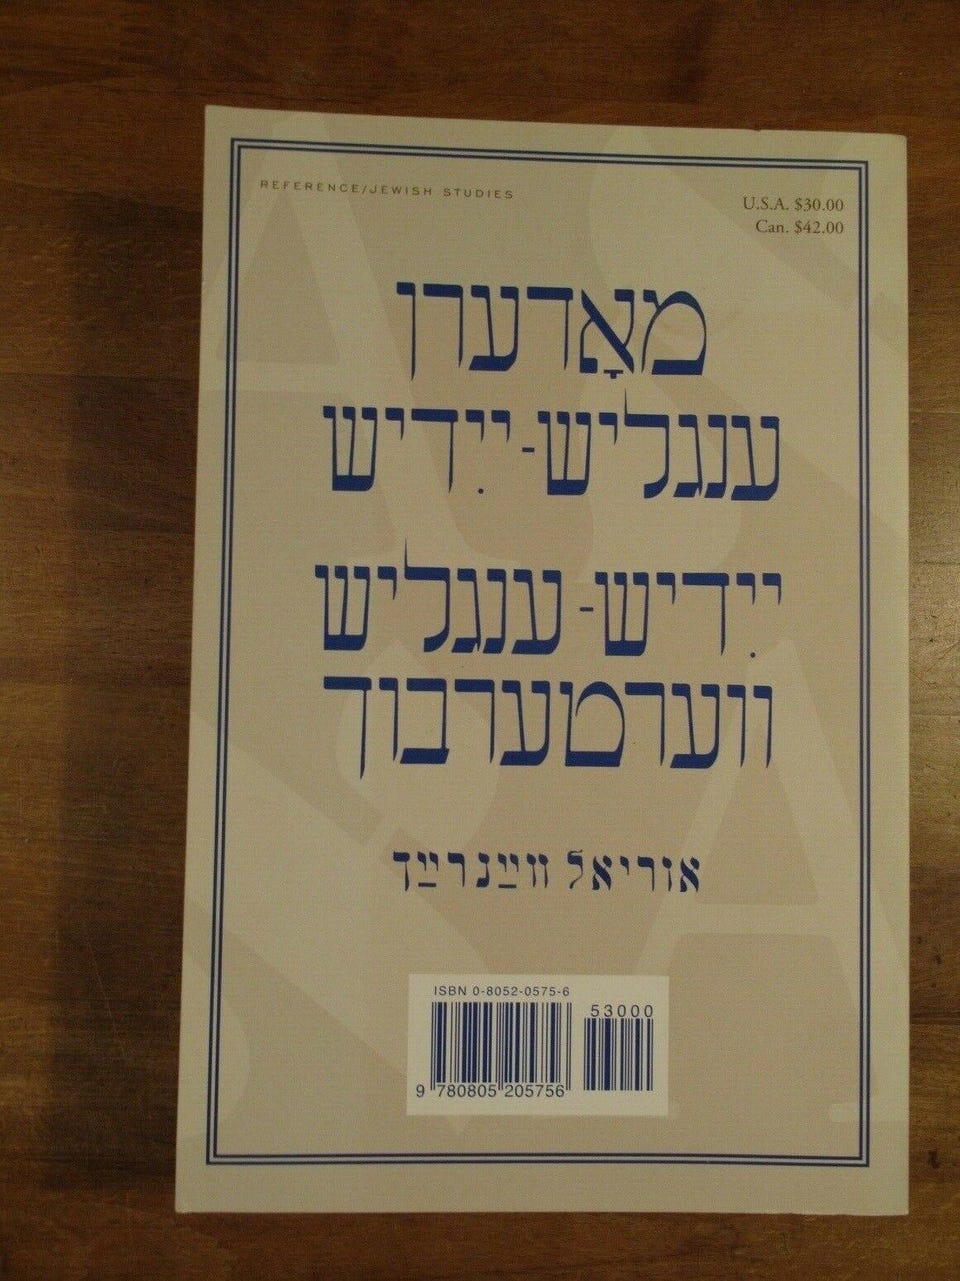 REFERENCE/JEWISH STUDIES
U.S.A. $30.00
Can. $42.00
מאָדערן
ענגליש-ייִדיש
ייִדיש-ענגליש
ווערטערבוך
אוריאל ווײַנרײַך
ISBN 0-8052-0575-6
53000
9 780805 205756